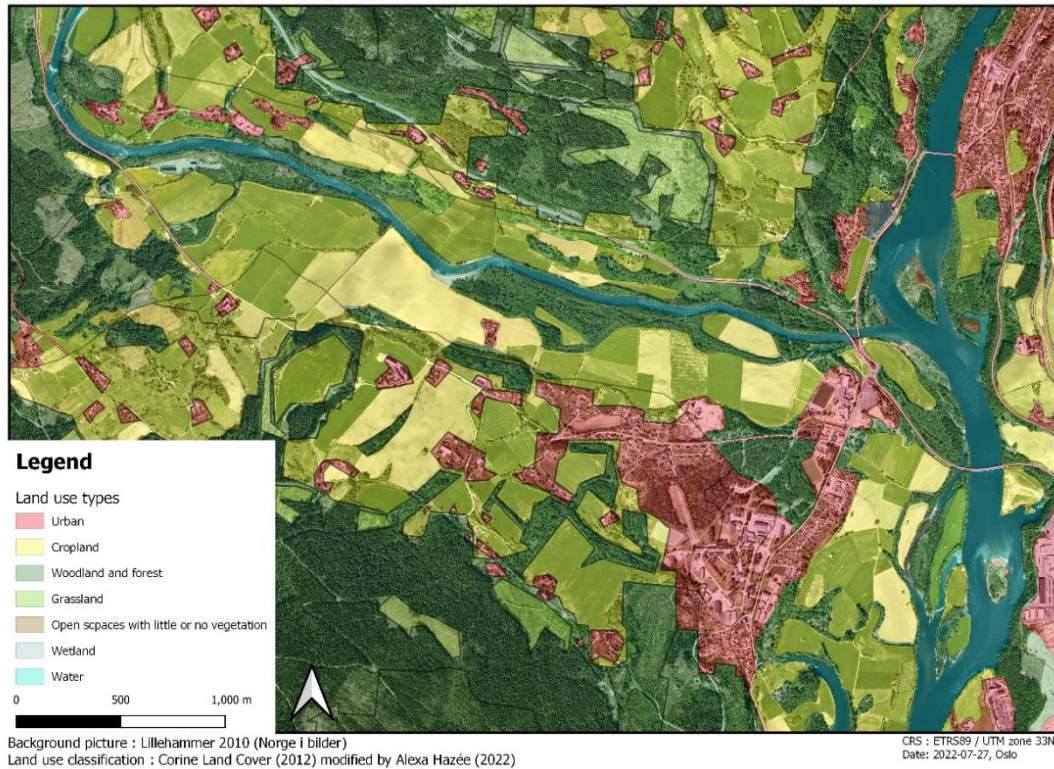 Legend
Land use types
Urban
Cropland
Woodland and forest
Grassland
Open scpaces with little or no vegetation
Wetland
Water
0 500 1,000 m
Background picture : Lillehammer 2010 (Norge i bilder)
Land use classification : Corine Land Cover (2012) modified by Alexa Hazée (2022)
CRS : ETRS89 / UTM zone 33N
Date: 2022-07-27, Oslo